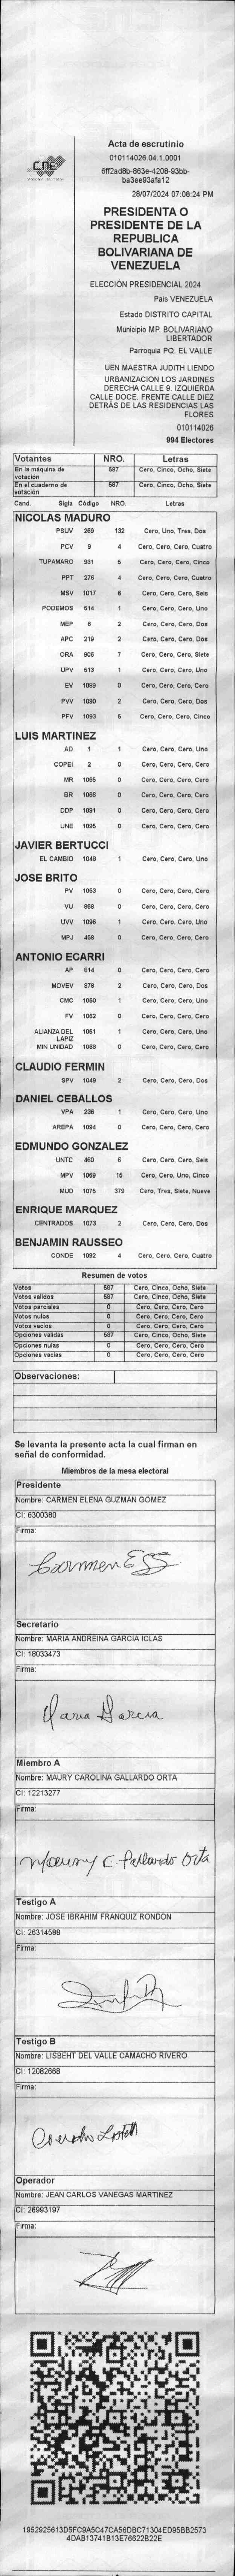 CNE
Acta de escrutinio
010114026.04.1.0001
6ff2ad8b-863e-4208-93bb-
ba3ee93afa12
28/07/2024 07:08:24 PM
PRESIDENTA O
PRESIDENTE DE LA
REPUBLICA
BOLIVARIANA DE
VENEZUELA
ELECCIÓN PRESIDENCIAL 2024
Pais VENEZUELA
Estado DISTRITO CAPITAL
Municipio MP. BOLIVARIANO
LIBERTADOR
Parroquia PQ. EL VALLE
UEN MAESTRA JUDITH LIENDO
URBANIZACION LOS JARDINES
DERECHA CALLE 9. IZQUIERDA
CALLE DOCE. FRENTE CALLE DIEZ
DETRÁS DE LAS RESIDENCIAS LAS
FLORES
010114026
994 Electores
Votantes NRO. Letras
En la máquina de votación 587 Cero, Cinco, Ocho, Siete
En el cuaderno de votación 587 Cero, Cinco, Ocho, Siete
Cand. Sigla Código NRO. Letras
NICOLAS MADURO
PSUV 269 132 Cero, Uno, Tres, Dos
PCV 9 4 Cero, Cero, Cero, Cuatro
TUPAMARO 931 5 Cero, Cero, Cero, Cinco
PPT 276 4 Cero, Cero, Cero, Cuatro
MSV 1017 6 Cero, Cero, Cero, Seis
PODEMOS 514 1 Cero, Cero, Cero, Uno
MEP 6 2 Cero, Cero, Cero, Dos
APC 219 2 Cero, Cero, Cero, Dos
ORA 906 7 Cero, Cero, Cero, Siete
UPV 513 1 Cero, Cero, Cero, Uno
EV 1089 0 Cero, Cero, Cero, Cero
PVV 1090 2 Cero, Cero, Cero, Dos
PFV 1093 5 Cero, Cero, Cero, Cinco
LUIS MARTINEZ
AD 1 1 Cero, Cero, Cero, Uno
COPEI 2 0 Cero, Cero, Cero, Cero
MR 1065 0 Cero, Cero, Cero, Cero
BR 1066 0 Cero, Cero, Cero, Cero
DDP 1091 0 Cero, Cero, Cero, Cero
UNE 1095 0 Cero, Cero, Cero, Cero
JAVIER BERTUCCI
EL CAMBIO 1048 1 Cero, Cero, Cero, Uno
JOSE BRITO
PV 1053 0 Cero, Cero, Cero, Cero
VU 868 0 Cero, Cero, Cero, Cero
UVV 1096 1 Cero, Cero, Cero, Uno
MPJ 458 0 Cero, Cero, Cero, Cero
ANTONIO ECARRI
AP 814 0 Cero, Cero, Cero, Cero
MOVEV 878 2 Cero, Cero, Cero, Dos
CMC 1050 1 Cero, Cero, Cero, Uno
FV 1062 0 Cero, Cero, Cero, Cero
ALIANZA DEL LAPIZ 1051 1 Cero, Cero, Cero, Uno
MIN UNIDAD 1068 0 Cero, Cero, Cero, Cero
CLAUDIO FERMIN
SPV 1049 2 Cero, Cero, Cero, Dos
DANIEL CEBALLOS
VPA 236 1 Cero, Cero, Cero, Uno
AREPA 1094 0 Cero, Cero, Cero, Cero
EDMUNDO GONZALEZ
UNTC 460 6 Cero, Cero, Cero, Seis
MPV 1069 15 Cero, Cero, Uno, Cinco
MUD 1075 379 Cero, Tres, Siete, Nueve
ENRIQUE MARQUEZ
CENTRADOS 1073 2 Cero, Cero, Cero, Dos
BENJAMIN RAUSSEO
CONDE 1092 4 Cero, Cero, Cero, Cuatro
Resumen de votos
Votos 587 Cero, Cinco, Ocho, Siete
Votos validos 587 Cero, Cinco, Ocho, Siete
Votos parciales 0 Cero, Cero, Cero, Cero
Votos nulos 0 Cero, Cero, Cero, Cero
Votos vacios 0 Cero, Cero, Cero, Cero
Opciones validas 587 Cero, Cinco, Ocho, Siete
Opciones nulas 0 Cero, Cero, Cero, Cero
Opciones vacias 0 Cero, Cero, Cero, Cero
Observaciones:
Se levanta la presente acta la cual firman en
señal de conformidad.
Miembros de la mesa electoral
Presidente
Nombre: CARMEN ELENA GUZMAN GOMEZ
CI: 6300380
Firma:
Secretario
Nombre: MARIA ANDREINA GARCIA ICLAS
CI: 18033473
Firma:
Maria Garcia
Miembro A
Nombre: MAURY CAROLINA GALLARDO ORTA
CI: 12213277
Firma:
Maury C. Gallardo Orta
Testigo A
Nombre: JOSE IBRAHIM FRANQUIZ RONDON
CI: 26314588
Firma:
Testigo B
Nombre: LISBEHT DEL VALLE CAMACHO RIVERO
CI: 12082668
Firma:
Operador
Nombre: JEAN CARLOS VANEGAS MARTINEZ
CI: 26993197
Firma:
1952925613D5FC9A5C47CA56DBC71304ED95BB2573
4DAB13741B13E76622B22E